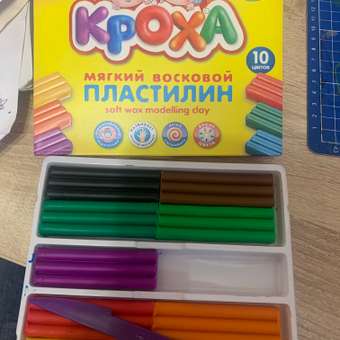 КРОХА
10
ЦВЕТОВ
МЯГКИЙ ВОСКОВОЙ
ПЛАСТИЛИН
soft wax modelling clay